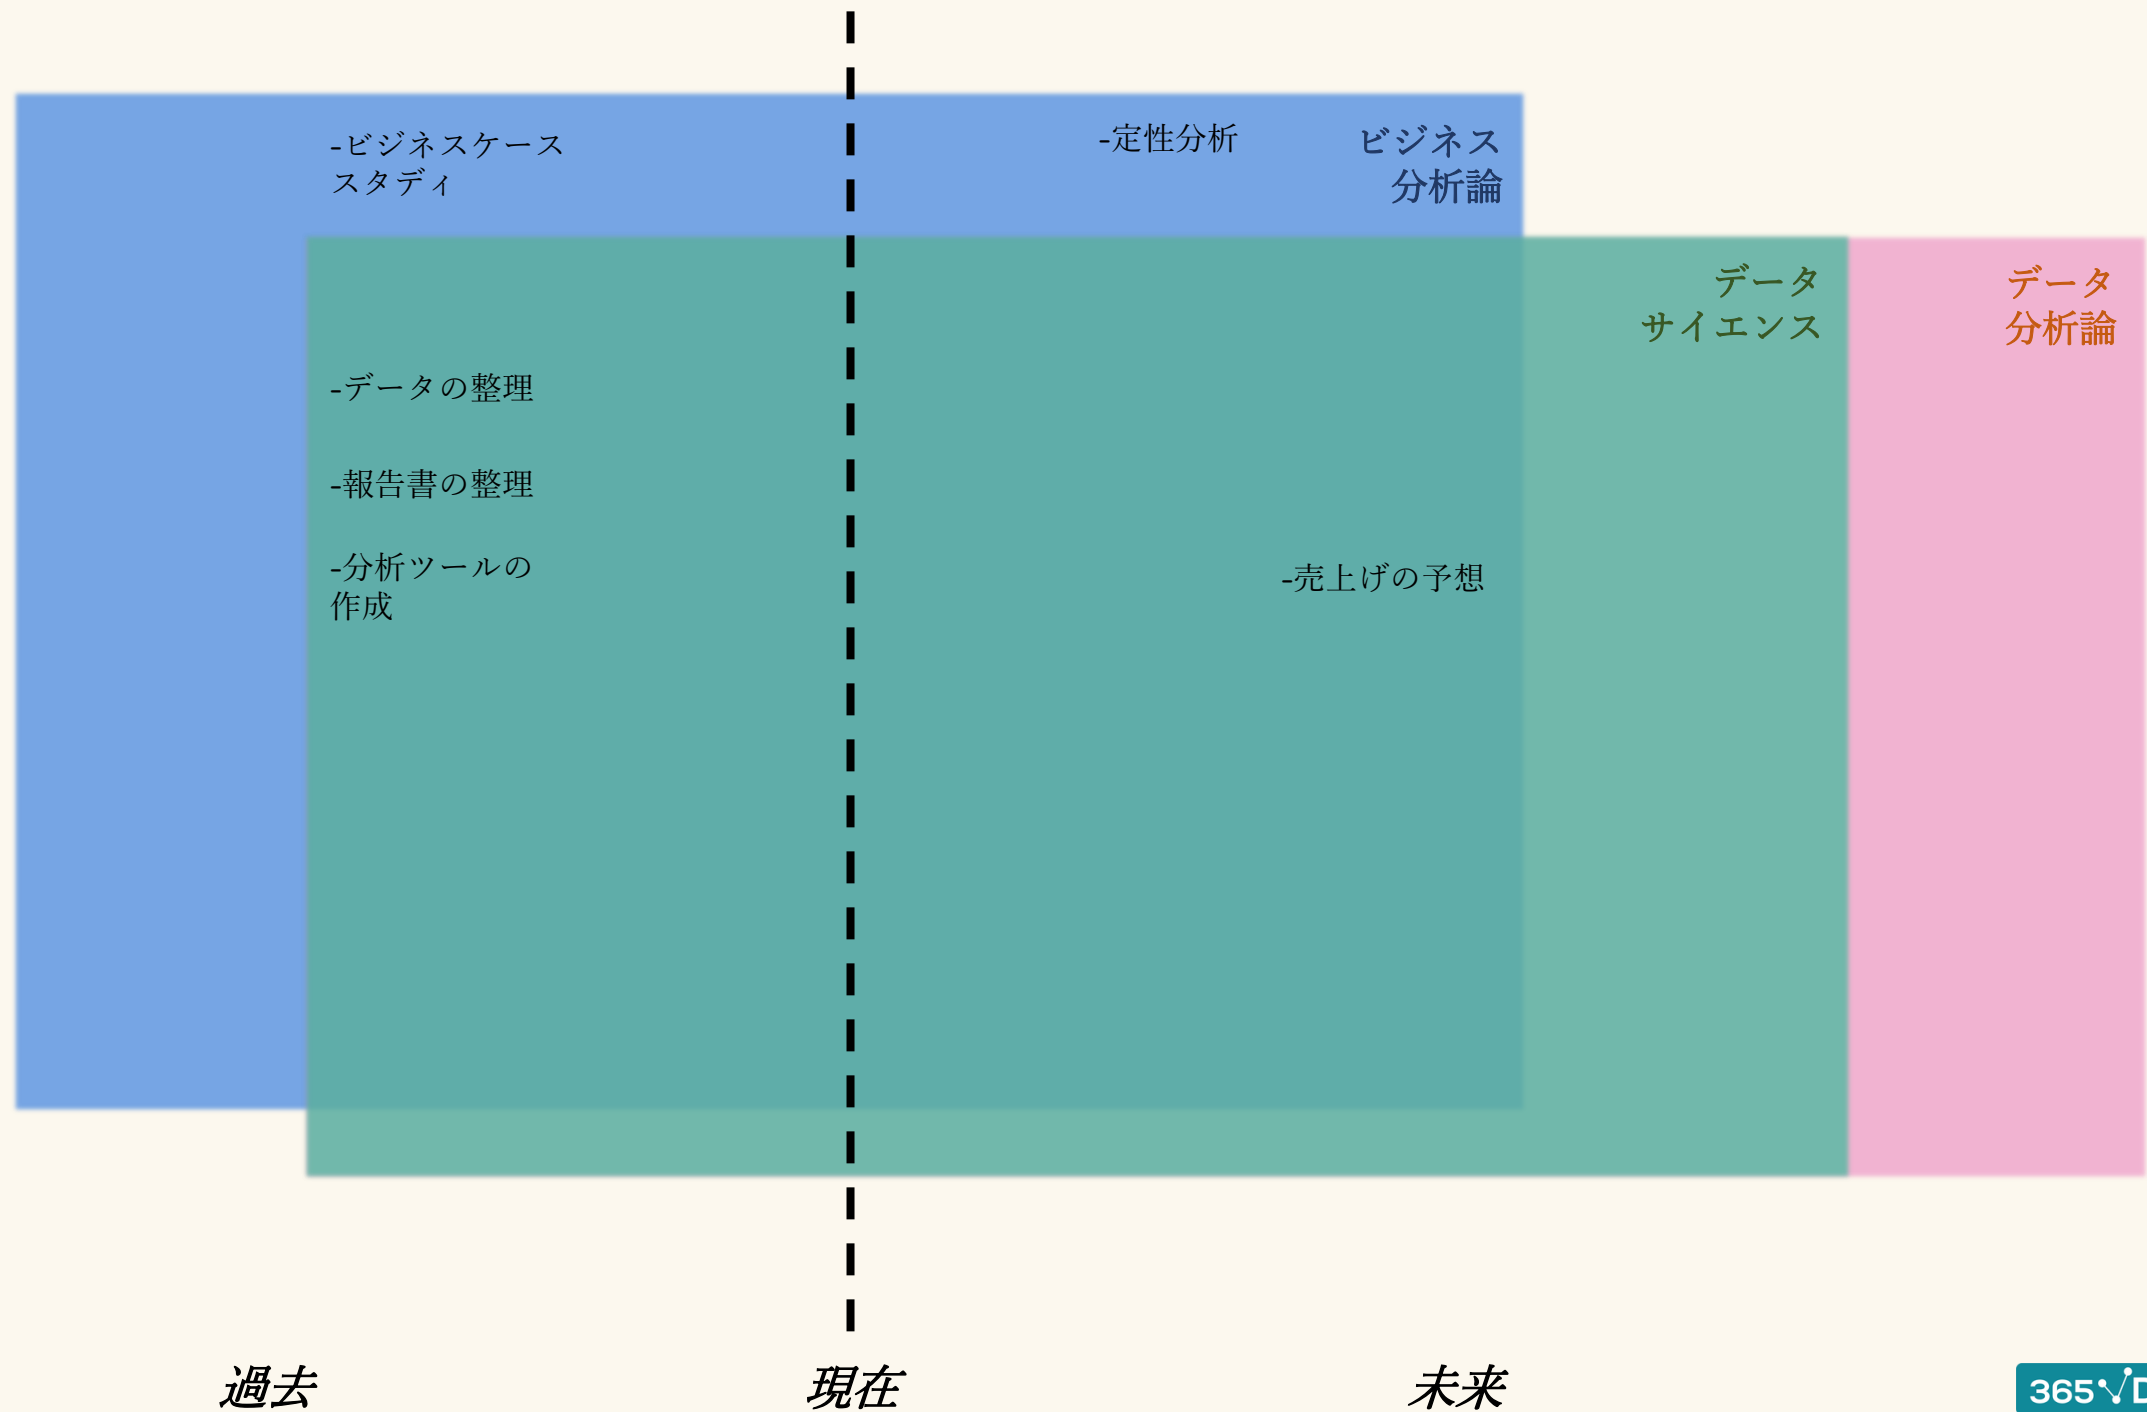 -ビジネスケース
スタディ
-定性分析
ビジネス
分析論
データ
サイエンス
データ
分析論
-データの整理
-報告書の整理
-分析ツールの
作成
-売上げの予想
過去
現在
未来
365